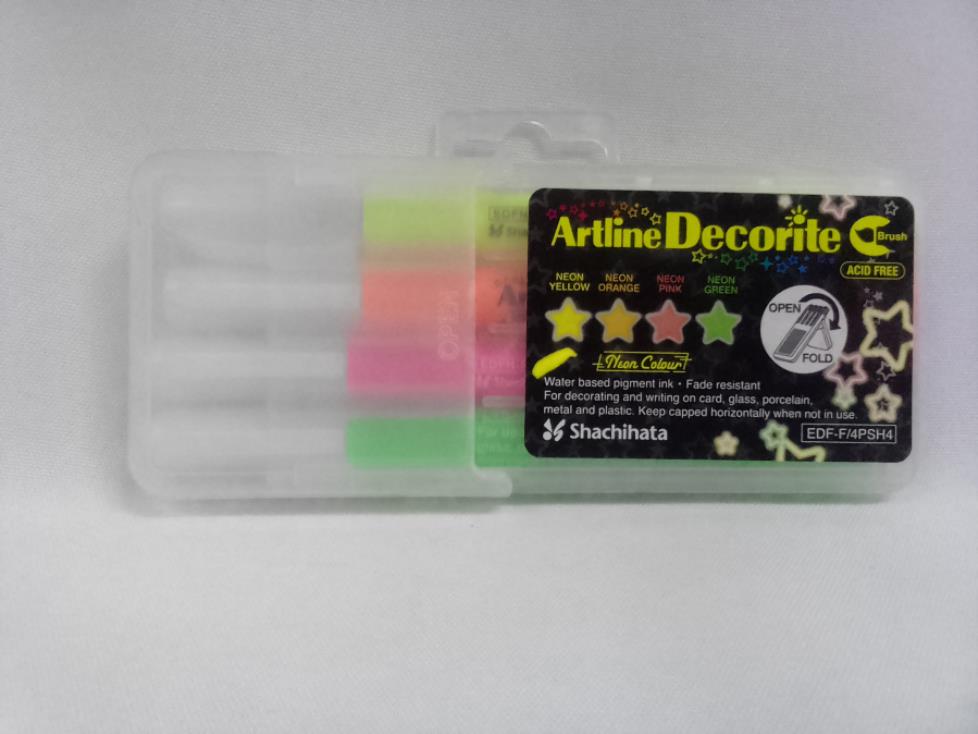 Artline Decorite Brush
ACID FREE
NEON YELLOW
NEON ORANGE
NEON PINK
NEON GREEN
OPEN
FOLD
Neon Colour
Water based pigment ink • Fade resistant
For decorating and writing on card, glass, porcelain,
metal and plastic. Keep capped horizontally when not in use.
Shachihata
EDF-F/4PSH4
OPEN